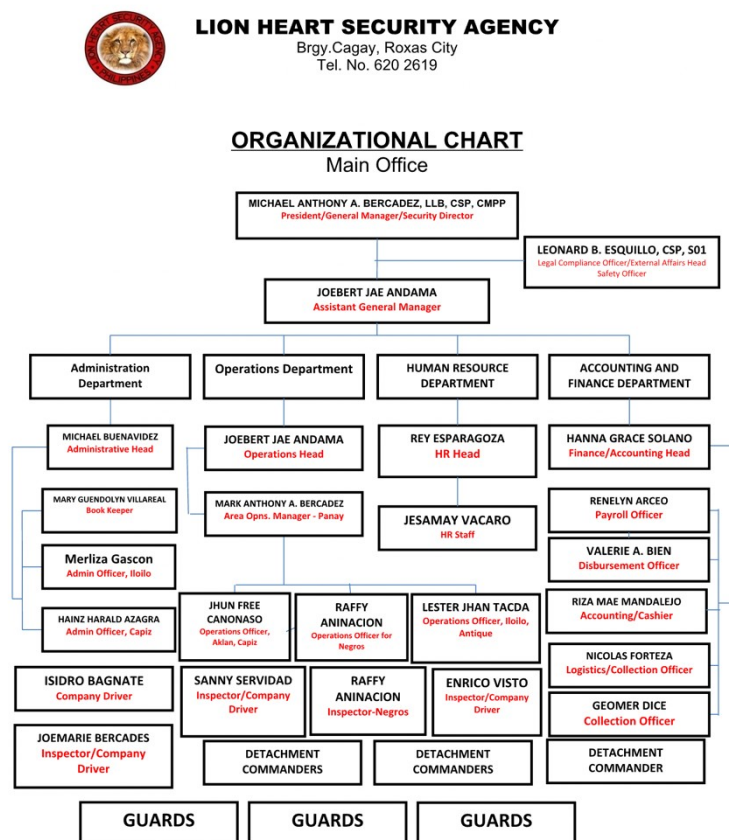 LION HEART SECURITY AGENCY
PHILIPPINES
LION HEART SECURITY AGENCY
Brgy.Cagay, Roxas City
Tel. No. 620 2619
ORGANIZATIONAL CHART
Main Office
MICHAEL ANTHONY A. BERCADEZ, LLB, CSP, CMPP
President/General Manager/Security Director
LEONARD B. ESQUILLO, CSP, S01
Legal Compliance Officer/External Affairs Head
Safety Officer
JOEBERT JAE ANDAMA
Assistant General Manager
Administration
Department
Operations Department
HUMAN RESOURCE
DEPARTMENT
ACCOUNTING AND
FINANCE DEPARTMENT
MICHAEL BUENAVIDEZ
Administrative Head
JOEBERT JAE ANDAMA
Operations Head
REY ESPARAGOZA
HR Head
HANNA GRACE SOLANO
Finance/Accounting Head
MARY GUENDOLYN VILLAREAL
Book Keeper
MARK ANTHONY A. BERCADEZ
Area Opns. Manager - Panay
JESAMAY VACARO
HR Staff
RENELYN ARCEO
Payroll Officer
Merliza Gascon
Admin Officer, Iloilo
VALERIE A. BIEN
Disbursement Officer
HAINZ HARALD AZAGRA
Admin Officer, Capiz
JHUN FREE
CANONASO
Operations Officer,
Aklan, Capiz
RAFFY
ANINACION
Operations Officer for
Negros
LESTER JHAN TACDA
Operations Officer, Iloilo,
Antique
RIZA MAE MANDALEJO
Accounting/Cashier
NICOLAS FORTEZA
Logistics/Collection Officer
ISIDRO BAGNATE
Company Driver
SANNY SERVIDAD
Inspector/Company
Driver
RAFFY
ANINACION
Inspector-Negros
ENRICO VISTO
Inspector/Company
Driver
GEOMER DICE
Collection Officer
JOEMARIE BERCADES
Inspector/Company
Driver
DETACHMENT
COMMANDERS
DETACHMENT
COMMANDERS
DETACHMENT
COMMANDER
GUARDS
GUARDS
GUARDS